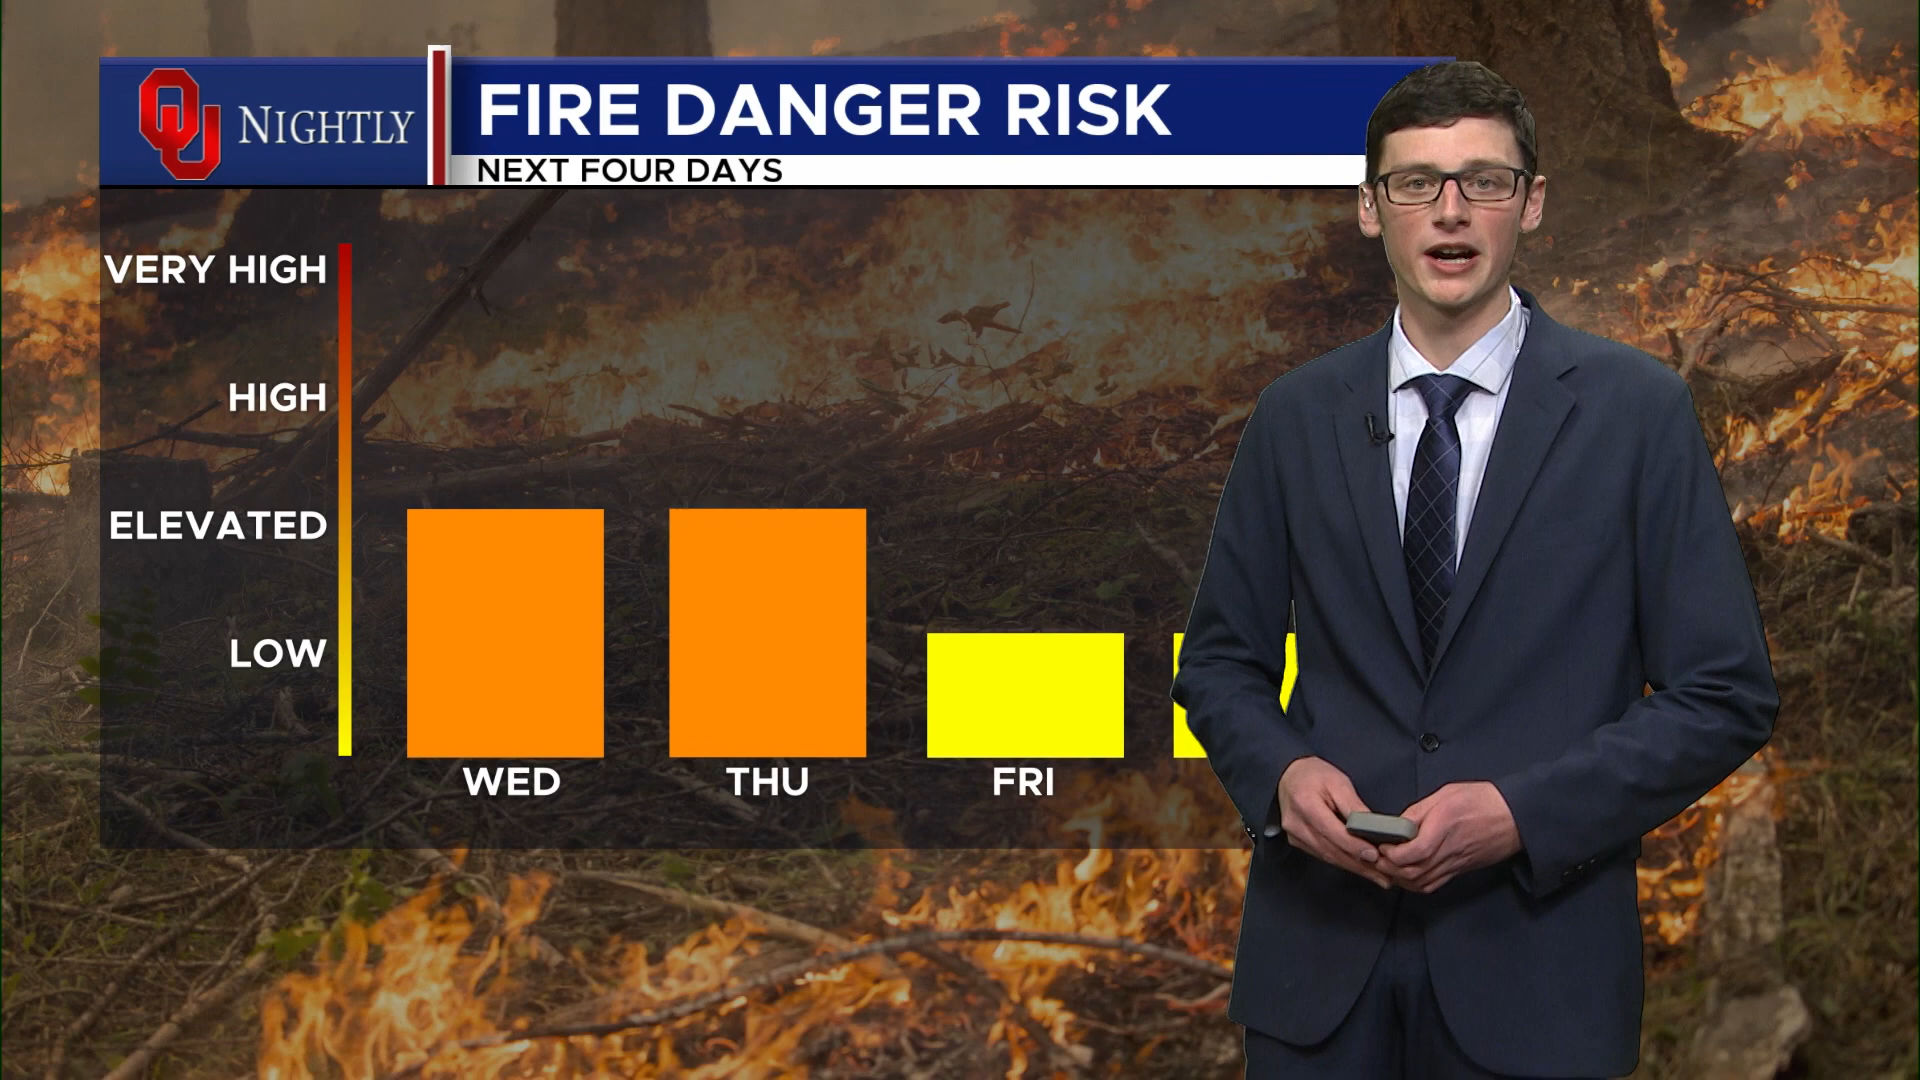 OU NIGHTLY
FIRE DANGER RISK
NEXT FOUR DAYS
VERY HIGH
HIGH
ELEVATED
LOW
WED THU FRI